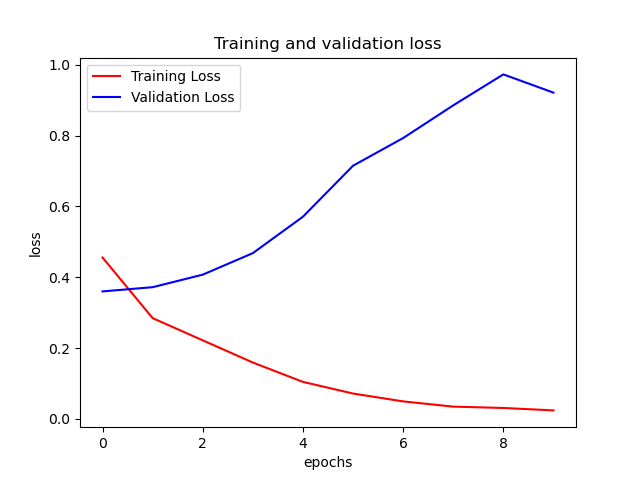 Training and validation loss
Training Loss
Validation Loss
1.0
0.8
0.6
0.4
0.2
0.0
loss
0 2 4 6 8
epochs